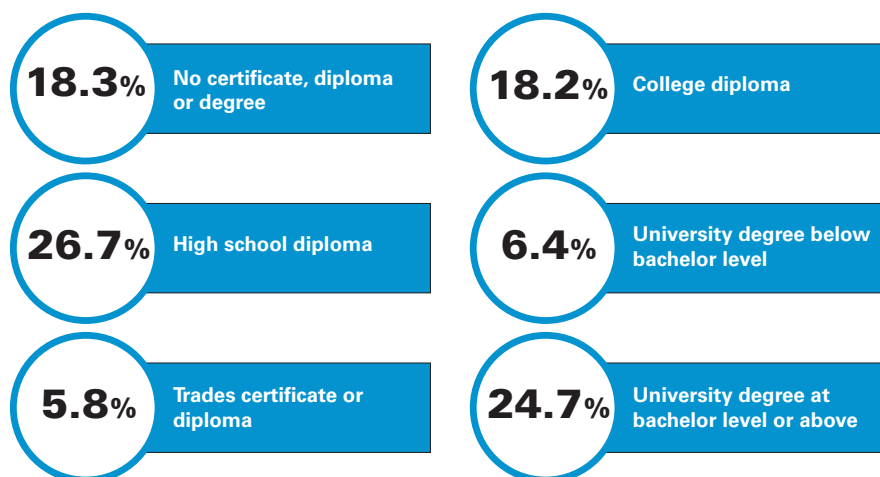 18.3%
No certificate, diploma
or degree
26.7%
High school diploma
5.8%
Trades certificate or
diploma
18.2%
College diploma
6.4%
University degree below
bachelor level
24.7%
University degree at
bachelor level or above